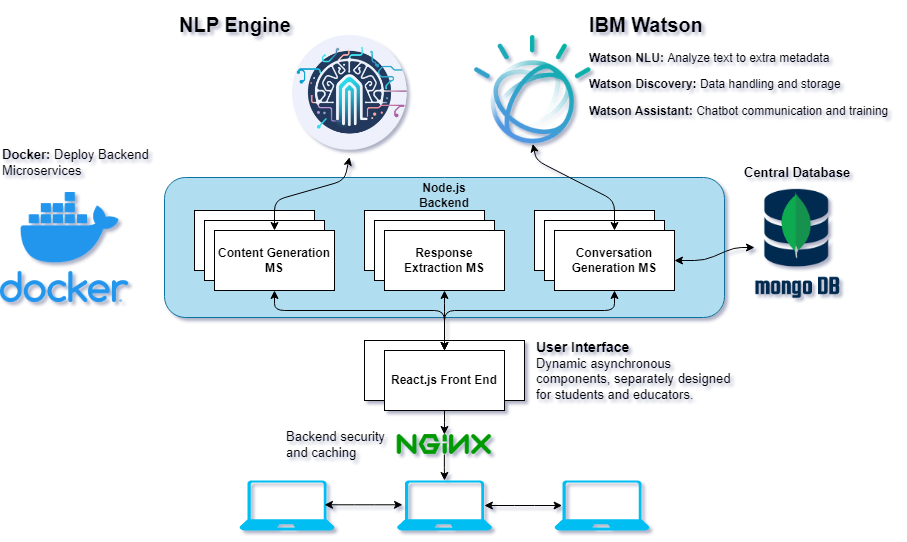 NLP Engine
IBM Watson
Watson NLU: Analyze text to extra metadata
Watson Discovery: Data handling and storage
Watson Assistant: Chatbot communication and training
Docker: Deploy Backend
Microservices
docker
Node.js
Backend
Content Generation
MS
Response
Extraction MS
Conversation
Generation MS
Central Database
mongo DB
User Interface
Dynamic asynchronous
components, separately designed
for students and educators.
React.js Front End
Backend security
and caching
NGINX